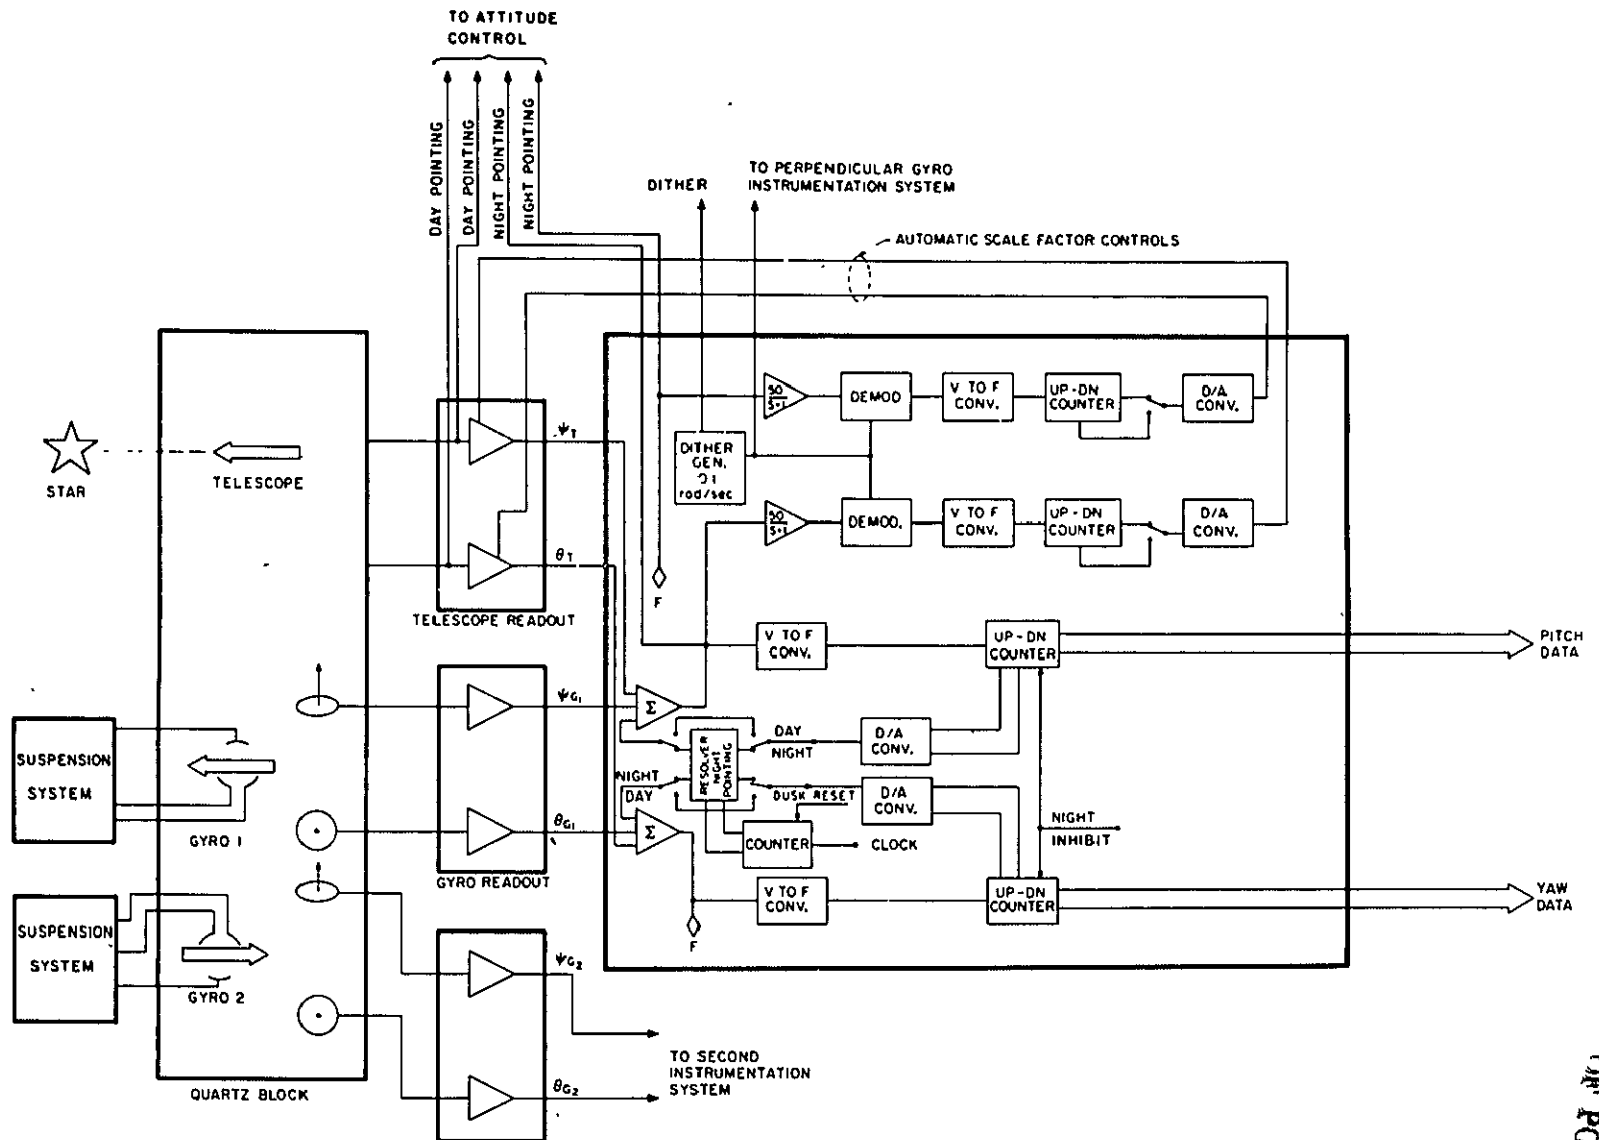 TO ATTITUDE
CONTROL
DAY POINTING
DAY POINTING
NIGHT POINTING
NIGHT POINTING
DITHER
TO PERPENDICULAR GYRO
INSTRUMENTATION SYSTEM
AUTOMATIC SCALE FACTOR CONTROLS
STAR
TELESCOPE
ψT
θT
TELESCOPE READOUT
50
S+1
DEMOD
V TO F
CONV.
UP-DN
COUNTER
D/A
CONV.
DITHER
GEN.
rad/sec
50
S+1
DEMOD.
V TO F
CONV.
UP-DN
COUNTER
D/A
CONV.
F
V TO F
CONV.
UP-DN
COUNTER
PITCH
DATA
SUSPENSION
SYSTEM
GYRO 1
ψG1
θG1
GYRO READOUT
Σ
RESOLVER
NIGHT
POINTING
DAY
NIGHT
D/A
CONV.
NIGHT
DAY
DUSK RESET
D/A
CONV.
Σ
COUNTER
CLOCK
NIGHT
INHIBIT
V TO F
CONV.
UP-DN
COUNTER
YAW
DATA
F
SUSPENSION
SYSTEM
GYRO 2
ψG2
θG2
TO SECOND
INSTRUMENTATION
SYSTEM
QUARTZ BLOCK